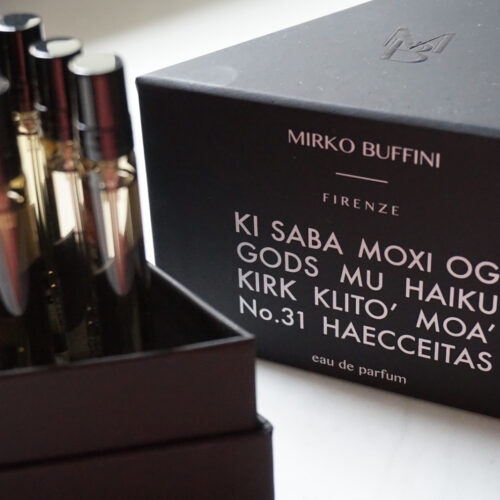 MB
MIRKO BUFFINI
FIRENZE
KI SABA MOXI OG
GODS MU HAIKU
KIRK KLITO' MOA'
No.31 HAECCEITAS
eau de parfum